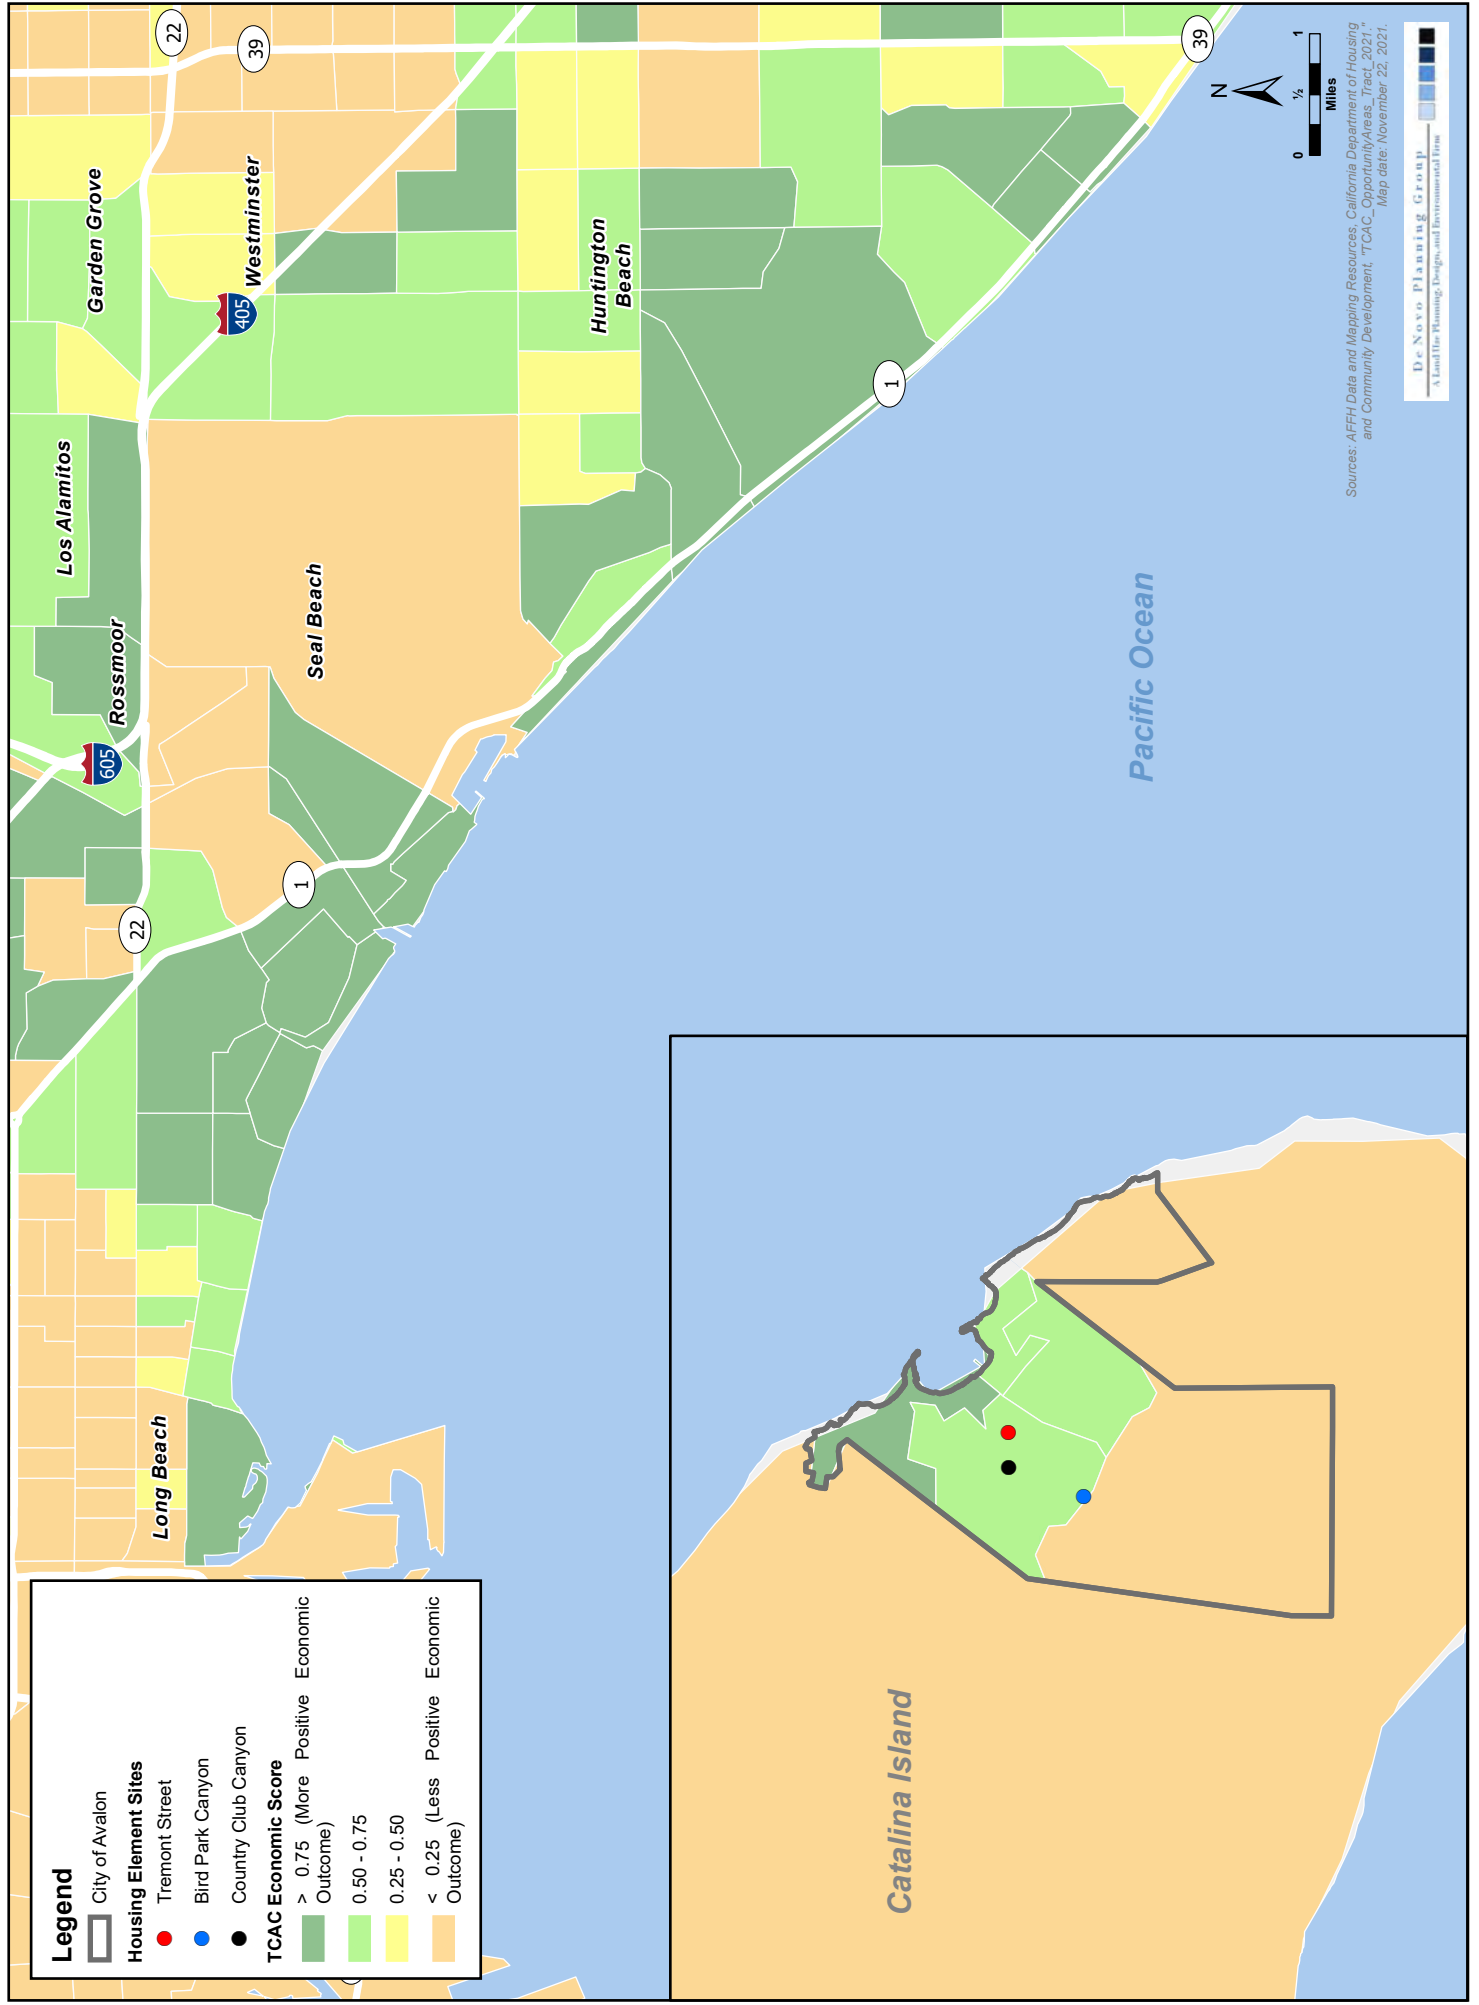 22
39
39
Garden Grove
Westminster
405
Los Alamitos
Rossmoor
605
Seal Beach
Huntington
Beach
1
1
22
Long Beach
Pacific Ocean
Catalina Island
N
0 ½ 1
Miles
Legend
City of Avalon
Housing Element Sites
Tremont Street
Bird Park Canyon
Country Club Canyon
TCAC Economic Score
> 0.75 (More Positive Economic
Outcome)
0.50 - 0.75
0.25 - 0.50
< 0.25 (Less Positive Economic
Outcome)
Sources: AFFH Data and Mapping Resources, California Department of Housing
and Community Development, "TCAC_OpportunityAreas_Tract_2021."
Map date: November 22, 2021.
De Novo Planning Group
A Land Use Planning, Design, and Environmental Firm